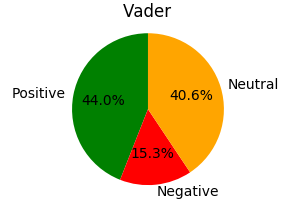 Vader
Positive
44.0%
40.6%
Neutral
15.3%
Negative